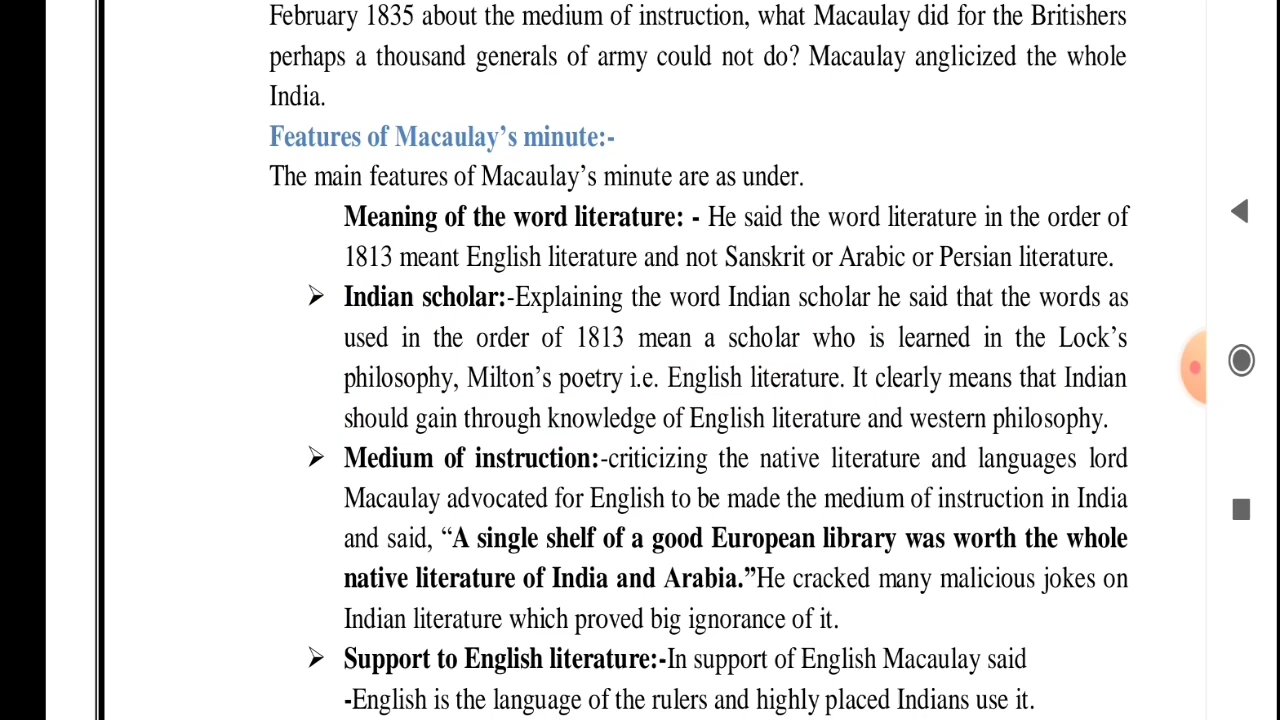 February 1835 about the medium of instruction, what Macaulay did for the Britishers
perhaps a thousand generals of army could not do? Macaulay anglicized the whole
India.
Features of Macaulay’s minute:-
The main features of Macaulay’s minute are as under.
Meaning of the word literature: - He said the word literature in the order of
1813 meant English literature and not Sanskrit or Arabic or Persian literature.
➢ Indian scholar:-Explaining the word Indian scholar he said that the words as
used in the order of 1813 mean a scholar who is learned in the Lock’s
philosophy, Milton’s poetry i.e. English literature. It clearly means that Indian
should gain through knowledge of English literature and western philosophy.
➢ Medium of instruction:-criticizing the native literature and languages lord
Macaulay advocated for English to be made the medium of instruction in India
and said, “A single shelf of a good European library was worth the whole
native literature of India and Arabia.”He cracked many malicious jokes on
Indian literature which proved big ignorance of it.
➢ Support to English literature:-In support of English Macaulay said
-English is the language of the rulers and highly placed Indians use it.